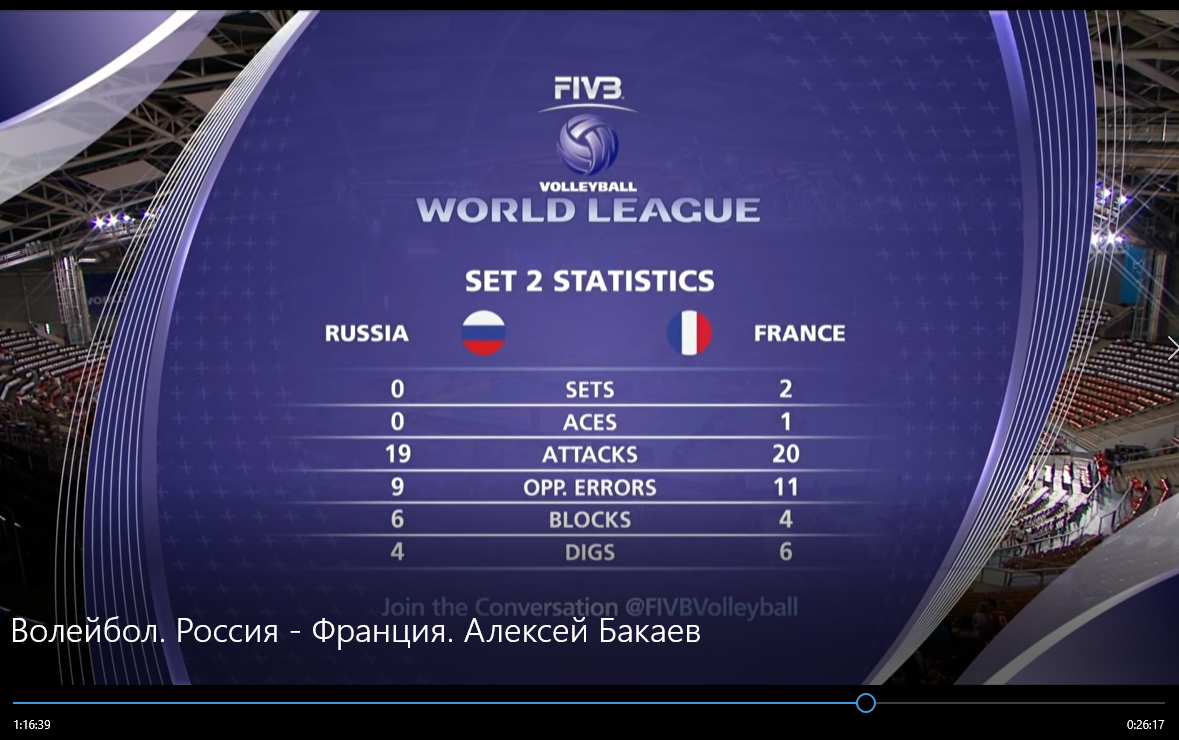 FIVB
VOLLEYBALL
WORLD LEAGUE
SET 2 STATISTICS
RUSSIA FRANCE
0 SETS 2
0 ACES 1
19 ATTACKS 20
9 OPP. ERRORS 11
6 BLOCKS 4
4 DIGS 6
Join the Conversation @FIVBVolleyball
Волейбол. Россия - Франция. Алексей Бакаев
1:16:39 0:26:17